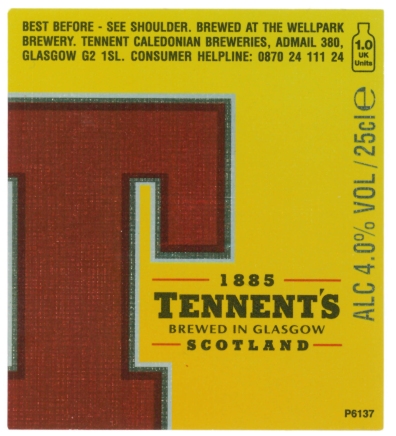 BEST BEFORE - SEE SHOULDER. BREWED AT THE WELLPARK
BREWERY. TENNENT CALEDONIAN BREWERIES, ADMAIL 380,
GLASGOW G2 1SL. CONSUMER HELPLINE: 0870 24 111 24
1.0
UK
Units
ALC 4.0% VOL / 25cl e
T
1885
TENNENT'S
BREWED IN GLASGOW
SCOTLAND
P6137